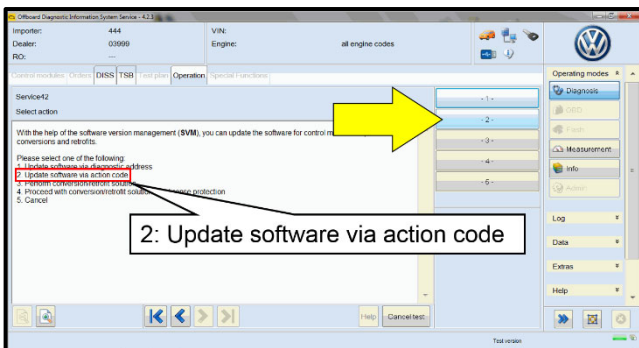 Offboard Diagnostic Information System Service - 4.2.3
Importer: 444 VIN:
Dealer: 03999 Engine: all engine codes
RO: ---
Control modules Orders DISS TSB Test plan Operation Special Functions
Operating modes
Service42
Select action
With the help of the software version management (SVM), you can update the software for control
conversions and retrofits.
Please select one of the following:
1. Update software via diagnostic address
2. Update software via action code
3. Perform conversion/retrofit solution
4. Proceed with conversion/retrofit solution
protection
5. Cancel
2: Update software via action code
- 1 -
- 2 -
- 3 -
- 4 -
- 5 -
Diagnosis
OBD
Flash
Measurement
Info
Admin
Log
Data
Extras
Help
Help
Cancel test
Test version